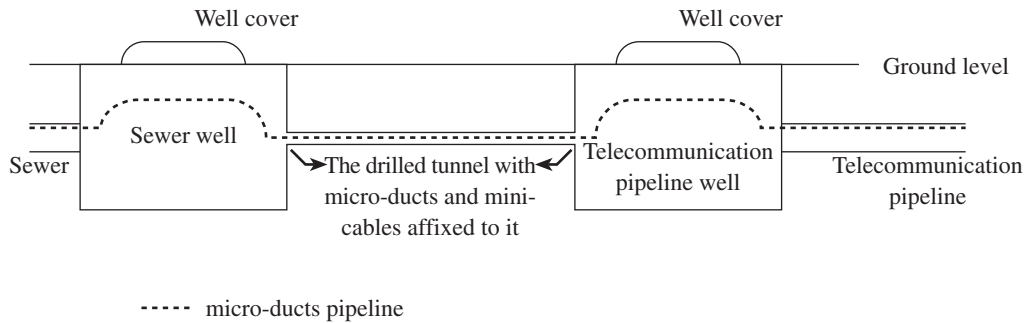 Well cover
Well cover
Ground level
Sewer well
Sewer
The drilled tunnel with
micro-ducts and mini-
cables affixed to it
Telecommunication
pipeline well
Telecommunication
pipeline
micro-ducts pipeline